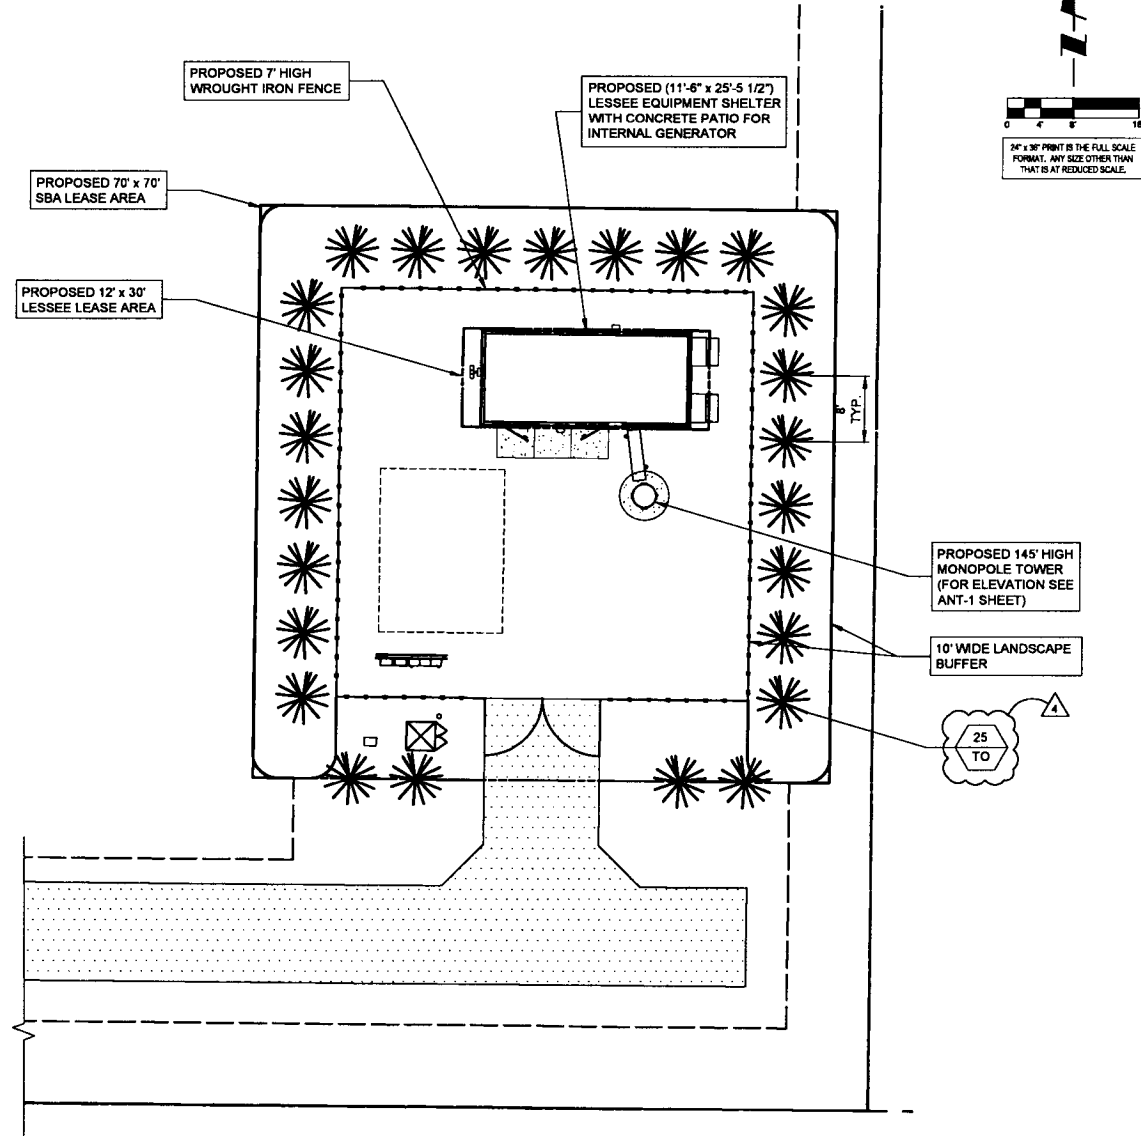 PROPOSED 7' HIGH
WROUGHT IRON FENCE
PROPOSED (11'-6" x 25'-5 1/2")
LESSEE EQUIPMENT SHELTER
WITH CONCRETE PATIO FOR
INTERNAL GENERATOR
0 4' 8' 16
24" x 36" PRINT IS THE FULL SCALE
FORMAT. ANY SIZE OTHER THAN
THAT IS AT REDUCED SCALE.
PROPOSED 70' x 70'
SBA LEASE AREA
PROPOSED 12' x 30'
LESSEE LEASE AREA
8'
TYP.
PROPOSED 145' HIGH
MONOPOLE TOWER
(FOR ELEVATION SEE
ANT-1 SHEET)
10' WIDE LANDSCAPE
BUFFER
4
25
TO